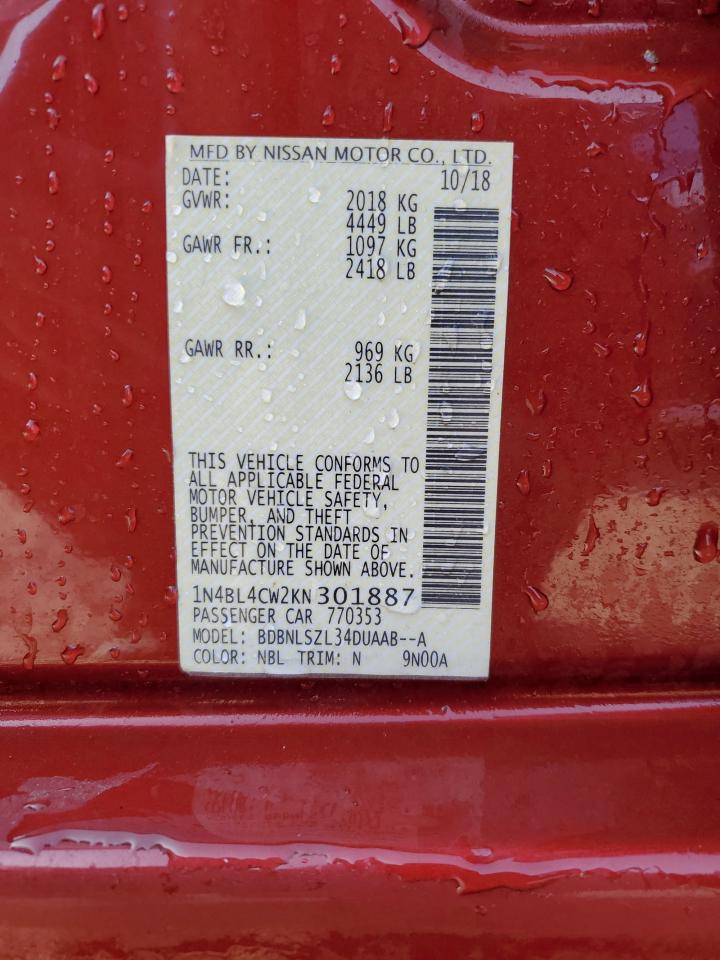 MFD BY NISSAN MOTOR CO., LTD.
DATE: 10/18
GVWR: 2018 KG
4449 LB
GAWR FR.: 1097 KG
2418 LB
GAWR RR.: 969 KG
2136 LB
THIS VEHICLE CONFORMS TO
ALL APPLICABLE FEDERAL
MOTOR VEHICLE SAFETY,
BUMPER, AND THEFT
PREVENTION STANDARDS IN
EFFECT ON THE DATE OF
MANUFACTURE SHOWN ABOVE.
1N4BL4CW2KN301887
PASSENGER CAR 770353
MODEL: BDBNLSZL34DUAAB--A
COLOR: NBL TRIM: N 9N00A